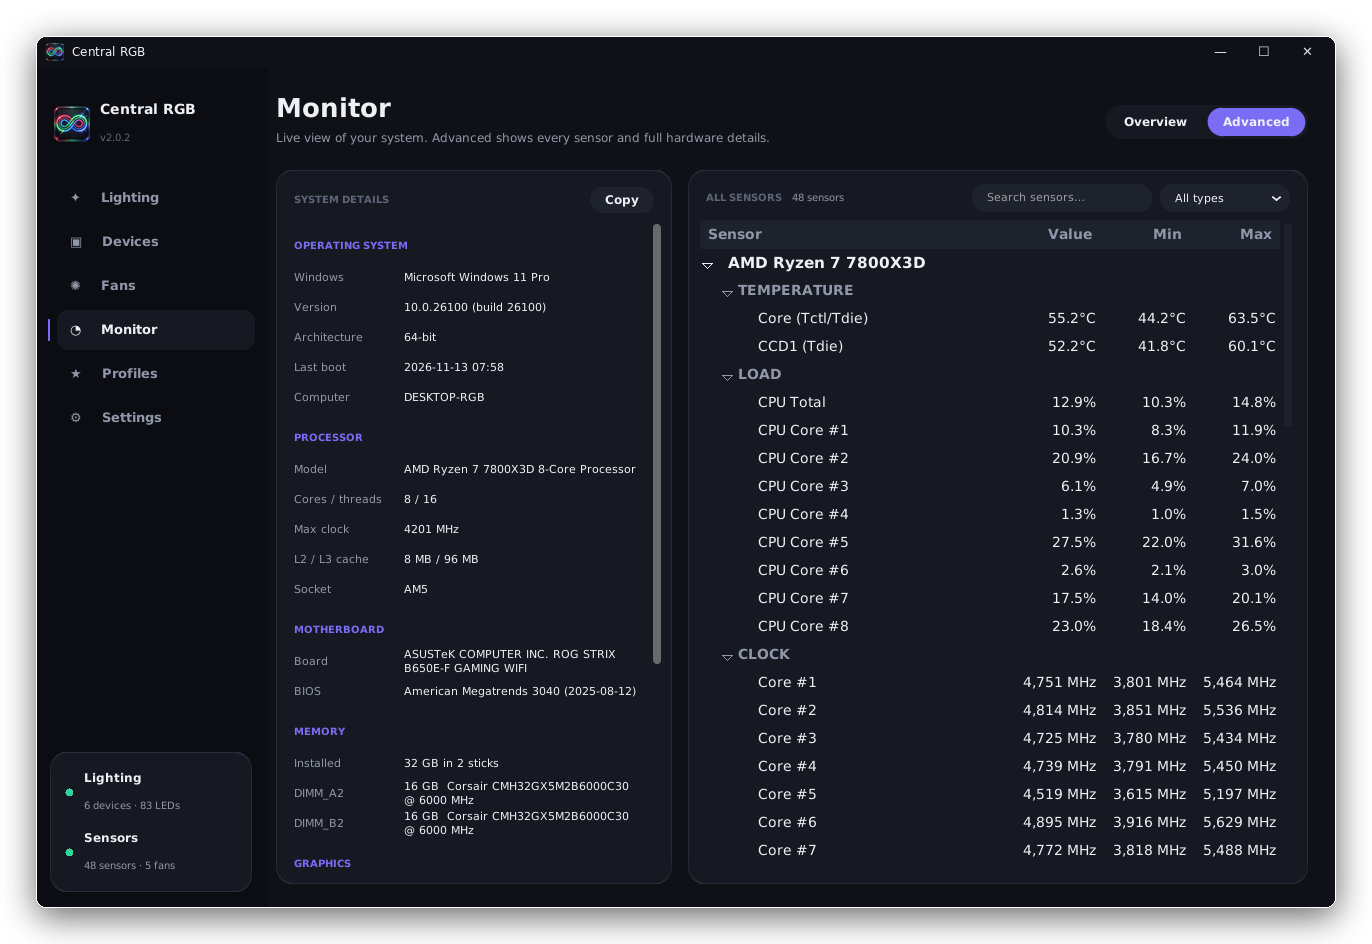 Central RGB
Central RGB
v2.0.2
Lighting
Devices
Fans
Monitor
Profiles
Settings
Lighting
6 devices · 83 LEDs
Sensors
48 sensors · 5 fans
Monitor
Live view of your system. Advanced shows every sensor and full hardware details.
Overview
Advanced
SYSTEM DETAILS
Copy
OPERATING SYSTEM
Windows Microsoft Windows 11 Pro
Version 10.0.26100 (build 26100)
Architecture 64-bit
Last boot 2026-11-13 07:58
Computer DESKTOP-RGB
PROCESSOR
Model AMD Ryzen 7 7800X3D 8-Core Processor
Cores / threads 8 / 16
Max clock 4201 MHz
L2 / L3 cache 8 MB / 96 MB
Socket AM5
MOTHERBOARD
Board ASUSTeK COMPUTER INC. ROG STRIX
B650E-F GAMING WIFI
BIOS American Megatrends 3040 (2025-08-12)
MEMORY
Installed 32 GB in 2 sticks
DIMM_A2 16 GB Corsair CMH32GX5M2B6000C30
@ 6000 MHz
DIMM_B2 16 GB Corsair CMH32GX5M2B6000C30
@ 6000 MHz
GRAPHICS
ALL SENSORS 48 sensors
Search sensors...
All types
Sensor Value Min Max
AMD Ryzen 7 7800X3D
TEMPERATURE
Core (Tctl/Tdie) 55.2°C 44.2°C 63.5°C
CCD1 (Tdie) 52.2°C 41.8°C 60.1°C
LOAD
CPU Total 12.9% 10.3% 14.8%
CPU Core #1 10.3% 8.3% 11.9%
CPU Core #2 20.9% 16.7% 24.0%
CPU Core #3 6.1% 4.9% 7.0%
CPU Core #4 1.3% 1.0% 1.5%
CPU Core #5 27.5% 22.0% 31.6%
CPU Core #6 2.6% 2.1% 3.0%
CPU Core #7 17.5% 14.0% 20.1%
CPU Core #8 23.0% 18.4% 26.5%
CLOCK
Core #1 4,751 MHz 3,801 MHz 5,464 MHz
Core #2 4,814 MHz 3,851 MHz 5,536 MHz
Core #3 4,725 MHz 3,780 MHz 5,434 MHz
Core #4 4,739 MHz 3,791 MHz 5,450 MHz
Core #5 4,519 MHz 3,615 MHz 5,197 MHz
Core #6 4,895 MHz 3,916 MHz 5,629 MHz
Core #7 4,772 MHz 3,818 MHz 5,488 MHz